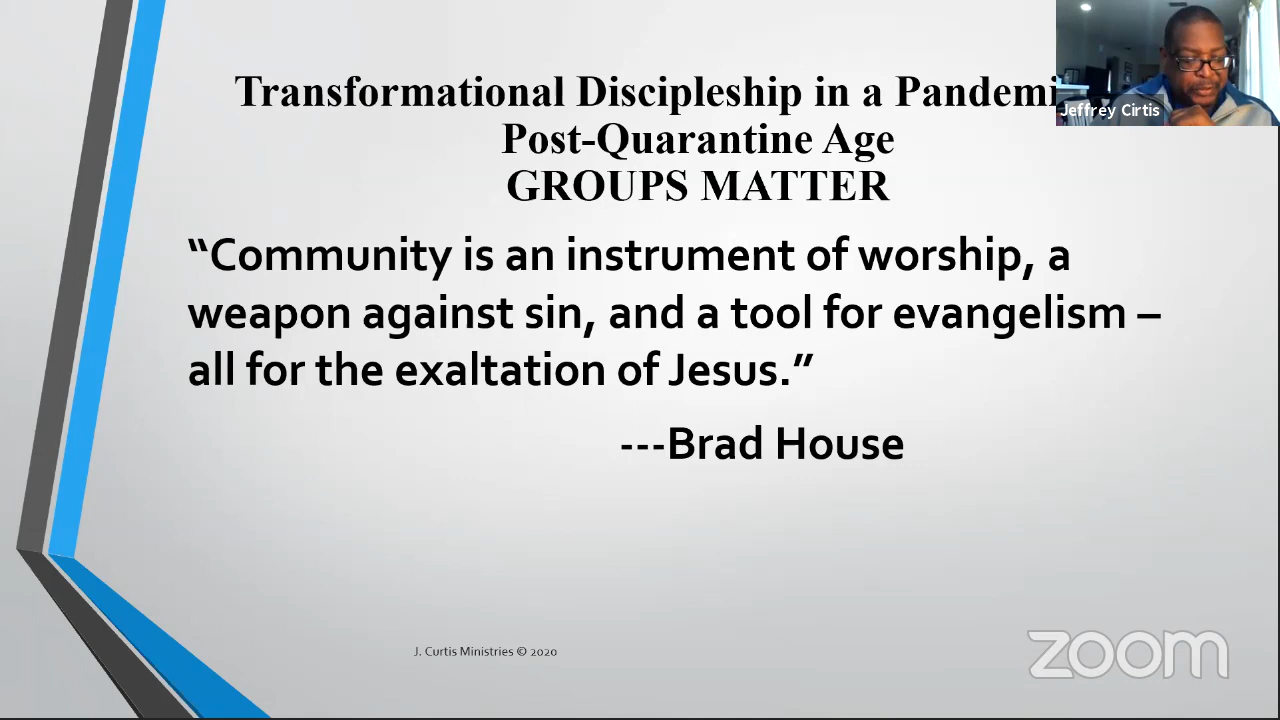 Transformational Discipleship in a Pandemi
Post-Quarantine Age
GROUPS MATTER
Jeffrey Cirtis
“Community is an instrument of worship, a
weapon against sin, and a tool for evangelism –
all for the exaltation of Jesus.”
---Brad House
J. Curtis Ministries © 2020
zoom